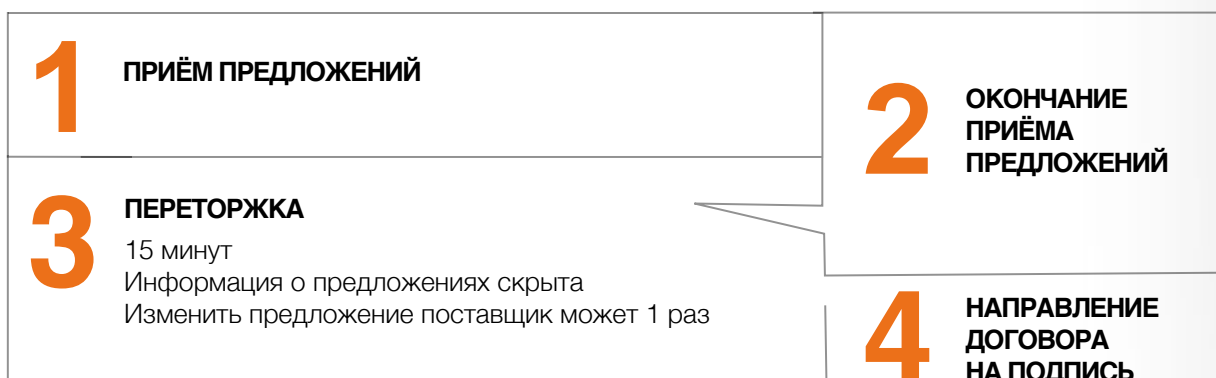 1
ПРИЁМ ПРЕДЛОЖЕНИЙ
2
ОКОНЧАНИЕ
ПРИЁМА
ПРЕДЛОЖЕНИЙ
3
ПЕРЕТОРЖКА
15 минут
Информация о предложениях скрыта
Изменить предложение поставщик может 1 раз
4
НАПРАВЛЕНИЕ
ДОГОВОРА
НА ПОДПИСЬ